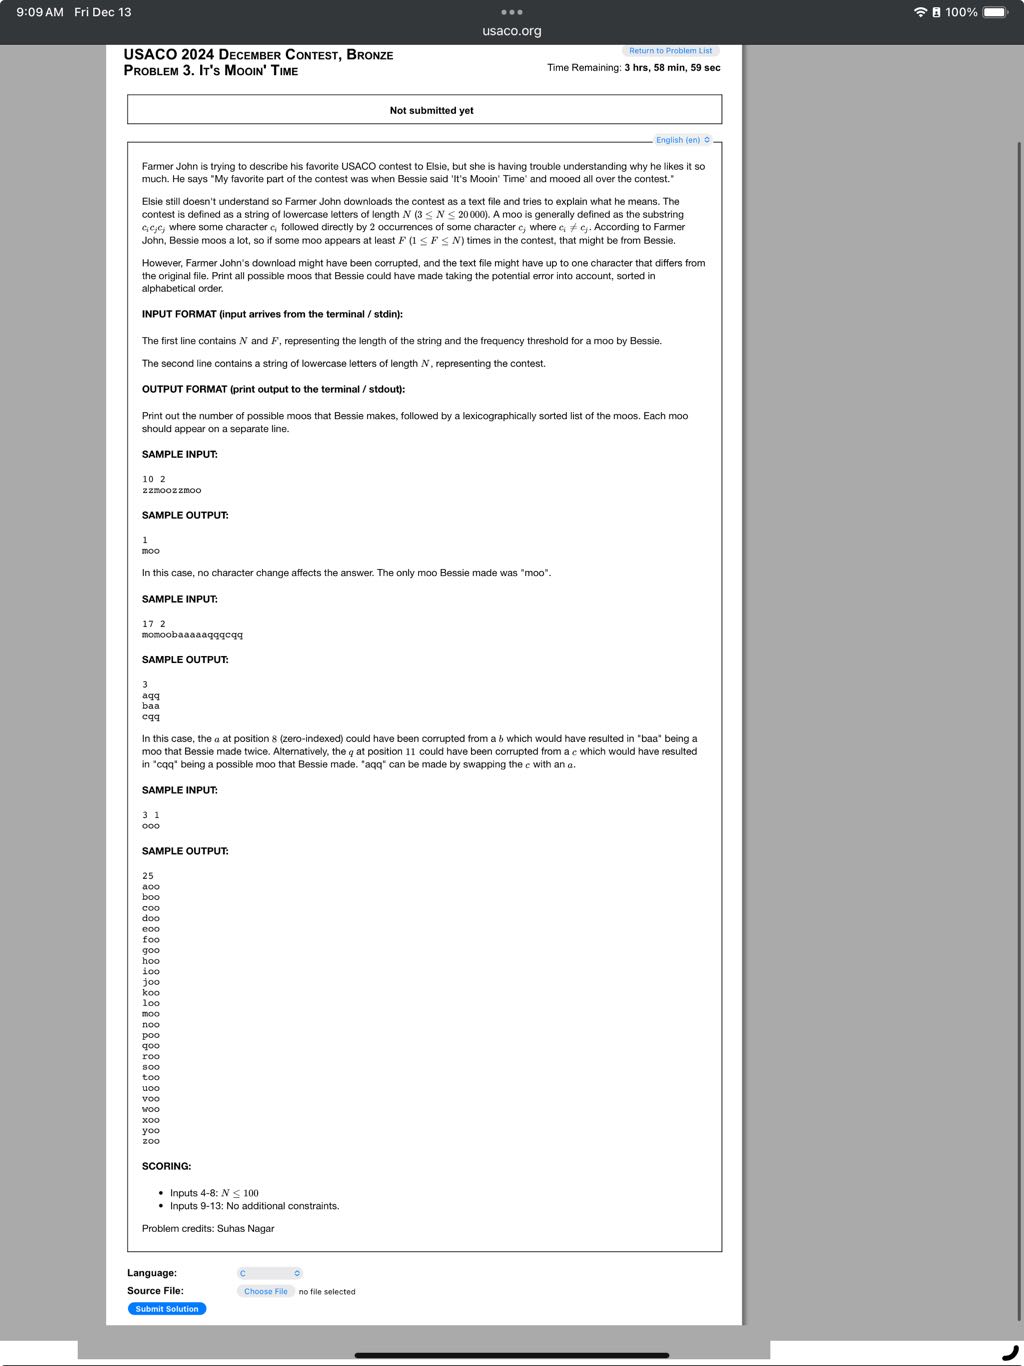 9:09 AM Fri Dec 13
100%
usaco.org
USACO 2024 December Contest, Bronze
Problem 3. It's Mooin' Time
Return to Problem List
Time Remaining: 3 hrs, 58 min, 59 sec
Not submitted yet
English (en)
Farmer John is trying to describe his favorite USACO contest to Elsie, but she is having trouble understanding why he likes it so
much. He says "My favorite part of the contest was when Bessie said 'It's Mooin' Time' and mooed all over the contest."
Elsie still doesn't understand so Farmer John downloads the contest as a text file and tries to explain what he means. The
contest is defined as a string of lowercase letters of length N (3 ≤ N ≤ 20 000). A moo is generally defined as the substring
cᵢcⱼcⱼ where some character cᵢ followed directly by 2 occurrences of some character cⱼ where cᵢ ≠ cⱼ. According to Farmer
John, Bessie moos a lot, so if some moo appears at least F (1 ≤ F ≤ N) times in the contest, that might be from Bessie.
However, Farmer John's download might have been corrupted, and the text file might have up to one character that differs from
the original file. Print all possible moos that Bessie could have made taking the potential error into account, sorted in
alphabetical order.
INPUT FORMAT (input arrives from the terminal / stdin):
The first line contains N and F, representing the length of the string and the frequency threshold for a moo by Bessie.
The second line contains a string of lowercase letters of length N, representing the contest.
OUTPUT FORMAT (print output to the terminal / stdout):
Print out the number of possible moos that Bessie makes, followed by a lexicographically sorted list of the moos. Each moo
should appear on a separate line.
SAMPLE INPUT:
10 2
zzmoozzmoo
SAMPLE OUTPUT:
1
moo
In this case, no character change affects the answer. The only moo Bessie made was "moo".
SAMPLE INPUT:
17 2
momoobaaaaaqqqcqq
SAMPLE OUTPUT:
3
aqq
baa
cqq
In this case, the a at position 8 (zero-indexed) could have been corrupted from a b which would have resulted in "baa" being a
moo that Bessie made twice. Alternatively, the q at position 11 could have been corrupted from a c which would have resulted
in "cqq" being a possible moo that Bessie made. "aqq" can be made by swapping the c with an a.
SAMPLE INPUT:
3 1
ooo
SAMPLE OUTPUT:
25
aoo
boo
coo
doo
eoo
foo
goo
hoo
ioo
joo
koo
loo
moo
noo
poo
qoo
roo
soo
too
uoo
voo
woo
xoo
yoo
zoo
SCORING:
• Inputs 4-8: N ≤ 100
• Inputs 9-13: No additional constraints.
Problem credits: Suhas Nagar
Language: C
Source File: Choose File no file selected
Submit Solution